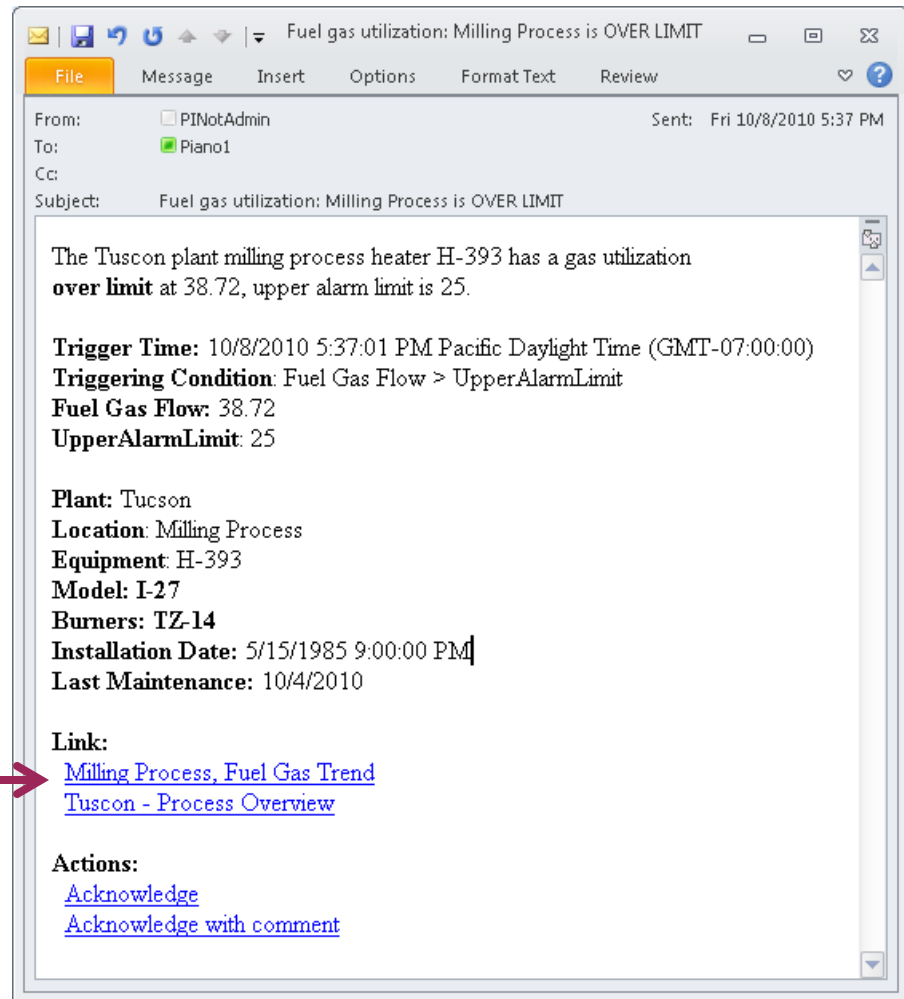 Fuel gas utilization: Milling Process is OVER LIMIT
File Message Insert Options Format Text Review
From: PINotAdmin Sent: Fri 10/8/2010 5:37 PM
To: Piano1
Cc:
Subject: Fuel gas utilization: Milling Process is OVER LIMIT
The Tuscon plant milling process heater H-393 has a gas utilization
over limit at 38.72, upper alarm limit is 25.
Trigger Time: 10/8/2010 5:37:01 PM Pacific Daylight Time (GMT-07:00:00)
Triggering Condition: Fuel Gas Flow > UpperAlarmLimit
Fuel Gas Flow: 38.72
UpperAlarmLimit: 25
Plant: Tucson
Location: Milling Process
Equipment: H-393
Model: I-27
Burners: TZ-14
Installation Date: 5/15/1985 9:00:00 PM
Last Maintenance: 10/4/2010
Link:
Milling Process, Fuel Gas Trend
Tuscon - Process Overview
Actions:
Acknowledge
Acknowledge with comment